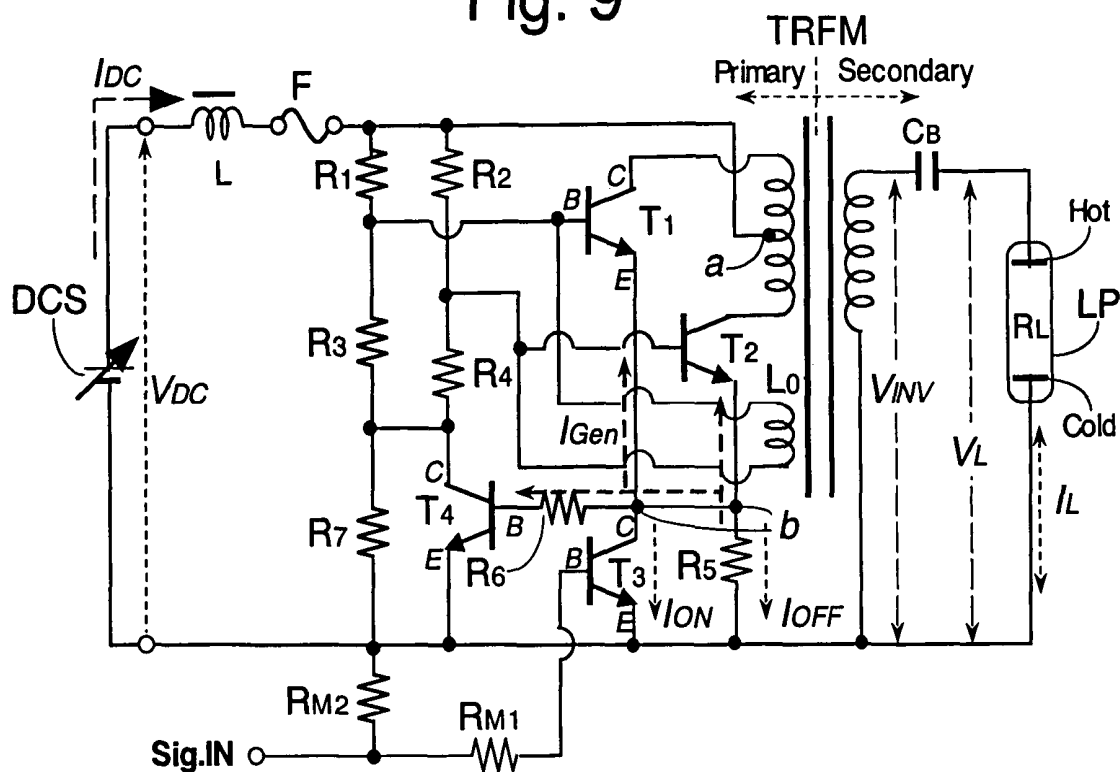 Fig. 9
TRFM
Primary Secondary
IDC
F
CB
L
R1
R2
C
B
T1
E
a
Hot
DCS
VDC
R3
R4
T2
L0
RL
LP
VINV
Cold
IGen
VL
C
T4
B
E
R7
R6
C
B
T3
E
b
R5
ION
IOFF
IL
RM2
RM1
Sig.IN